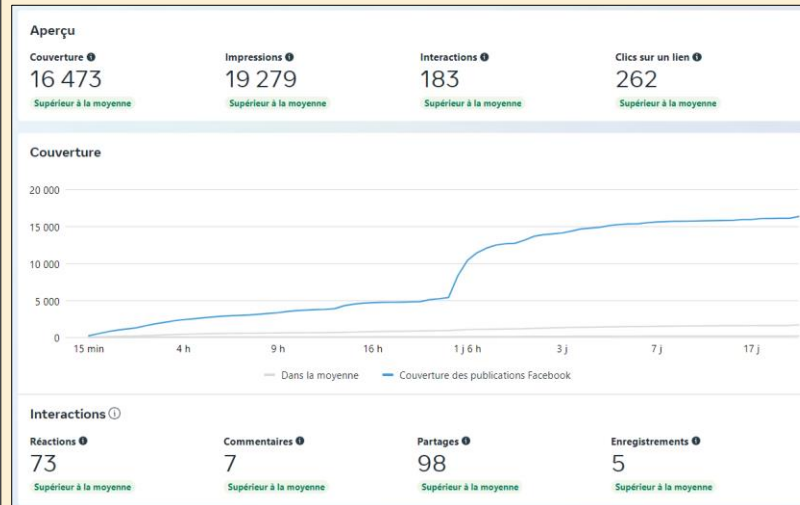 Aperçu
Couverture Impressions Interactions Clics sur un lien
16 473 19 279 183 262
Supérieur à la moyenne Supérieur à la moyenne Supérieur à la moyenne Supérieur à la moyenne
Couverture
20 000
15 000
10 000
5 000
0
15 min 4 h 9 h 16 h 1 j 6 h 3 j 7 j 17 j
Dans la moyenne Couverture des publications Facebook
Interactions
Réactions Commentaires Partages Enregistrements
73 7 98 5
Supérieur à la moyenne Supérieur à la moyenne Supérieur à la moyenne Supérieur à la moyenne